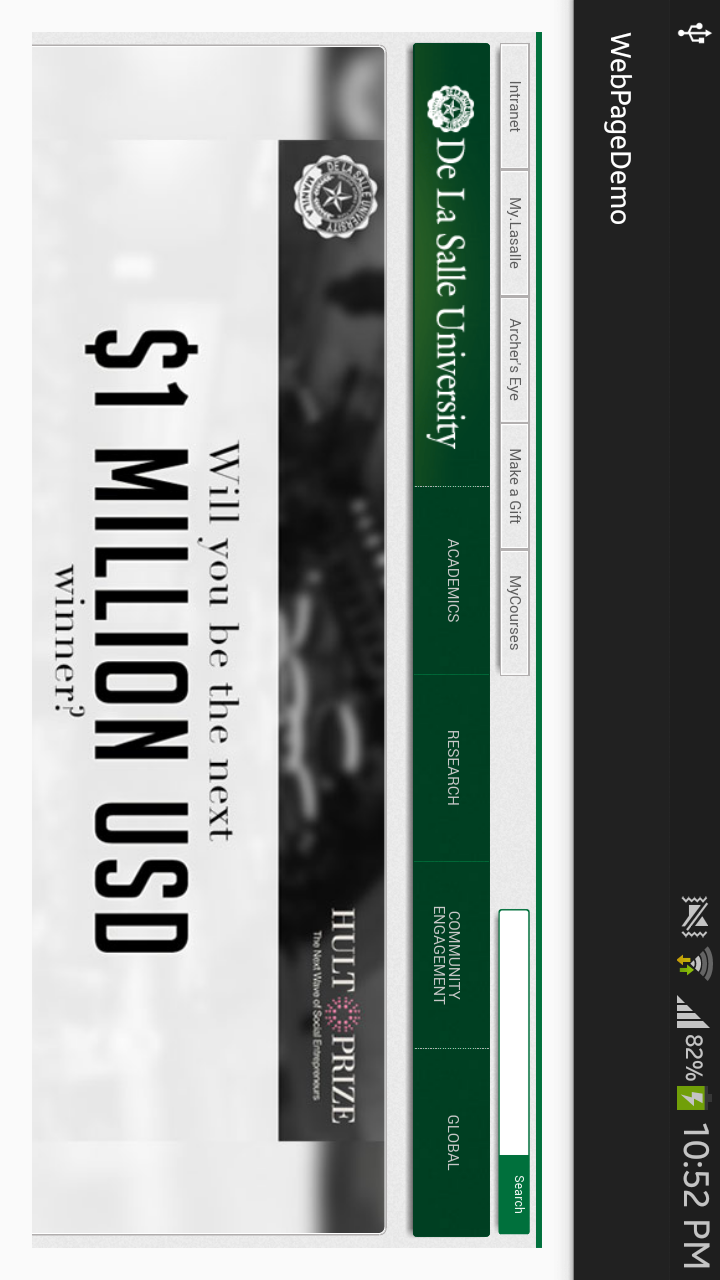 82% 10:52 PM
WebPageDemo
Intranet My.Lasalle Archer's Eye Make a Gift MyCourses Search
De La Salle University ACADEMICS RESEARCH COMMUNITY ENGAGEMENT GLOBAL
DE LA SALLE UNIVERSITY
MANILA
HULT PRIZE
The Next Wave of Social Entrepreneurs
Will you be the next
$1 MILLION USD
winner?